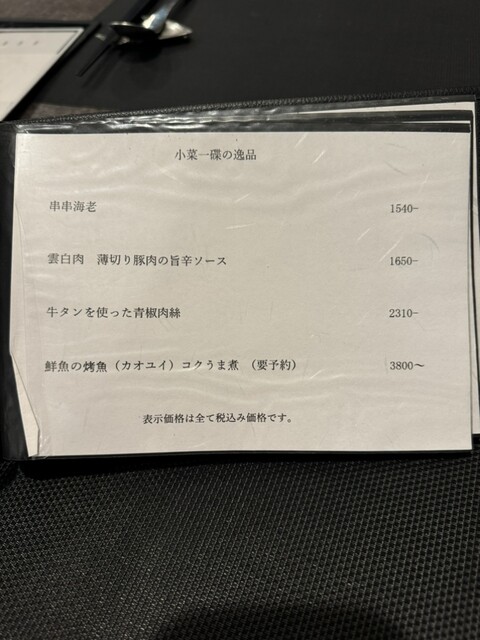 小菜一碟の逸品
串串海老 1540-
雲白肉 薄切り豚肉の旨辛ソース 1650-
牛タンを使った青椒肉絲 2310-
鮮魚の烤魚（カオユイ）コクうま煮 （要予約） 3800～
表示価格は全て税込み価格です。